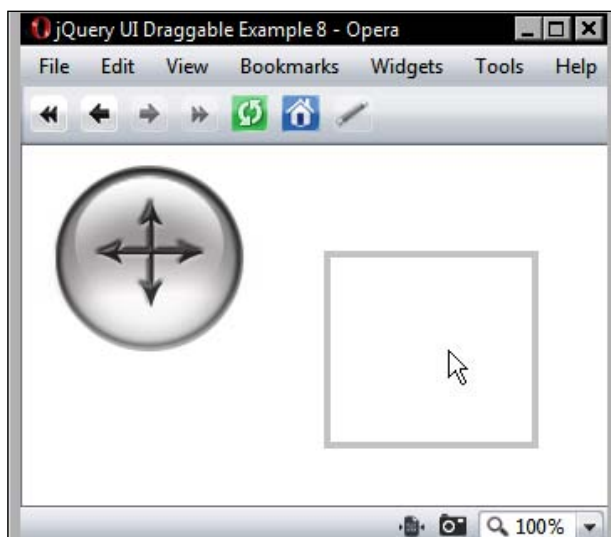 jQuery UI Draggable Example 8 - Opera
File Edit View Bookmarks Widgets Tools Help
100%